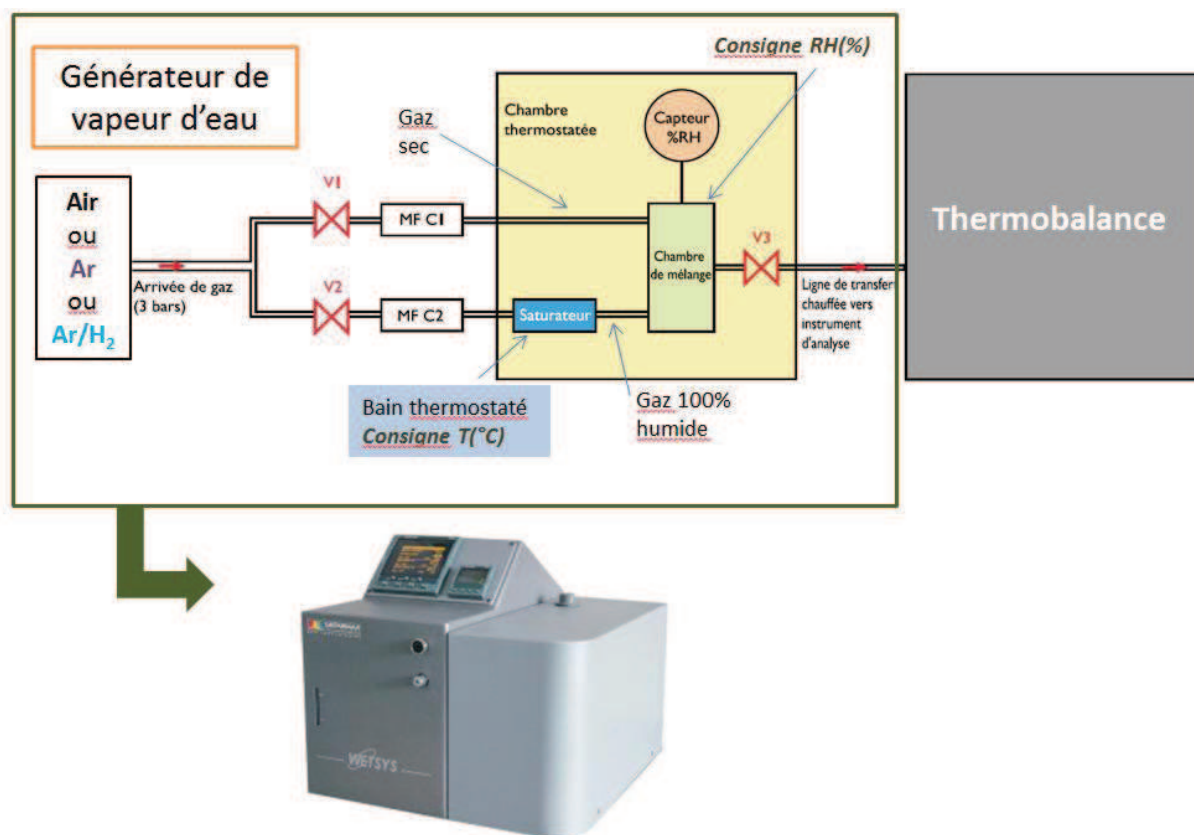 Générateur de
vapeur d'eau
Consigne RH(%)
Gaz
sec
Chambre
thermostatée
Capteur
%RH
Air
ou
Ar
ou
Ar/H₂
Arrivée de gaz
(3 bars)
V1
MF C1
V2
MF C2
Saturateur
Chambre
de mélange
V3
Ligne de transfert
chauffée vers
instrument
d'analyse
Thermobalance
Bain thermostaté
Consigne T(°C)
Gaz 100%
humide
WETSYS